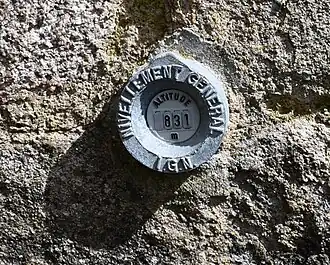 NIVELLEMENT GENERAL
ALTITUDE
831
m
I.G.N